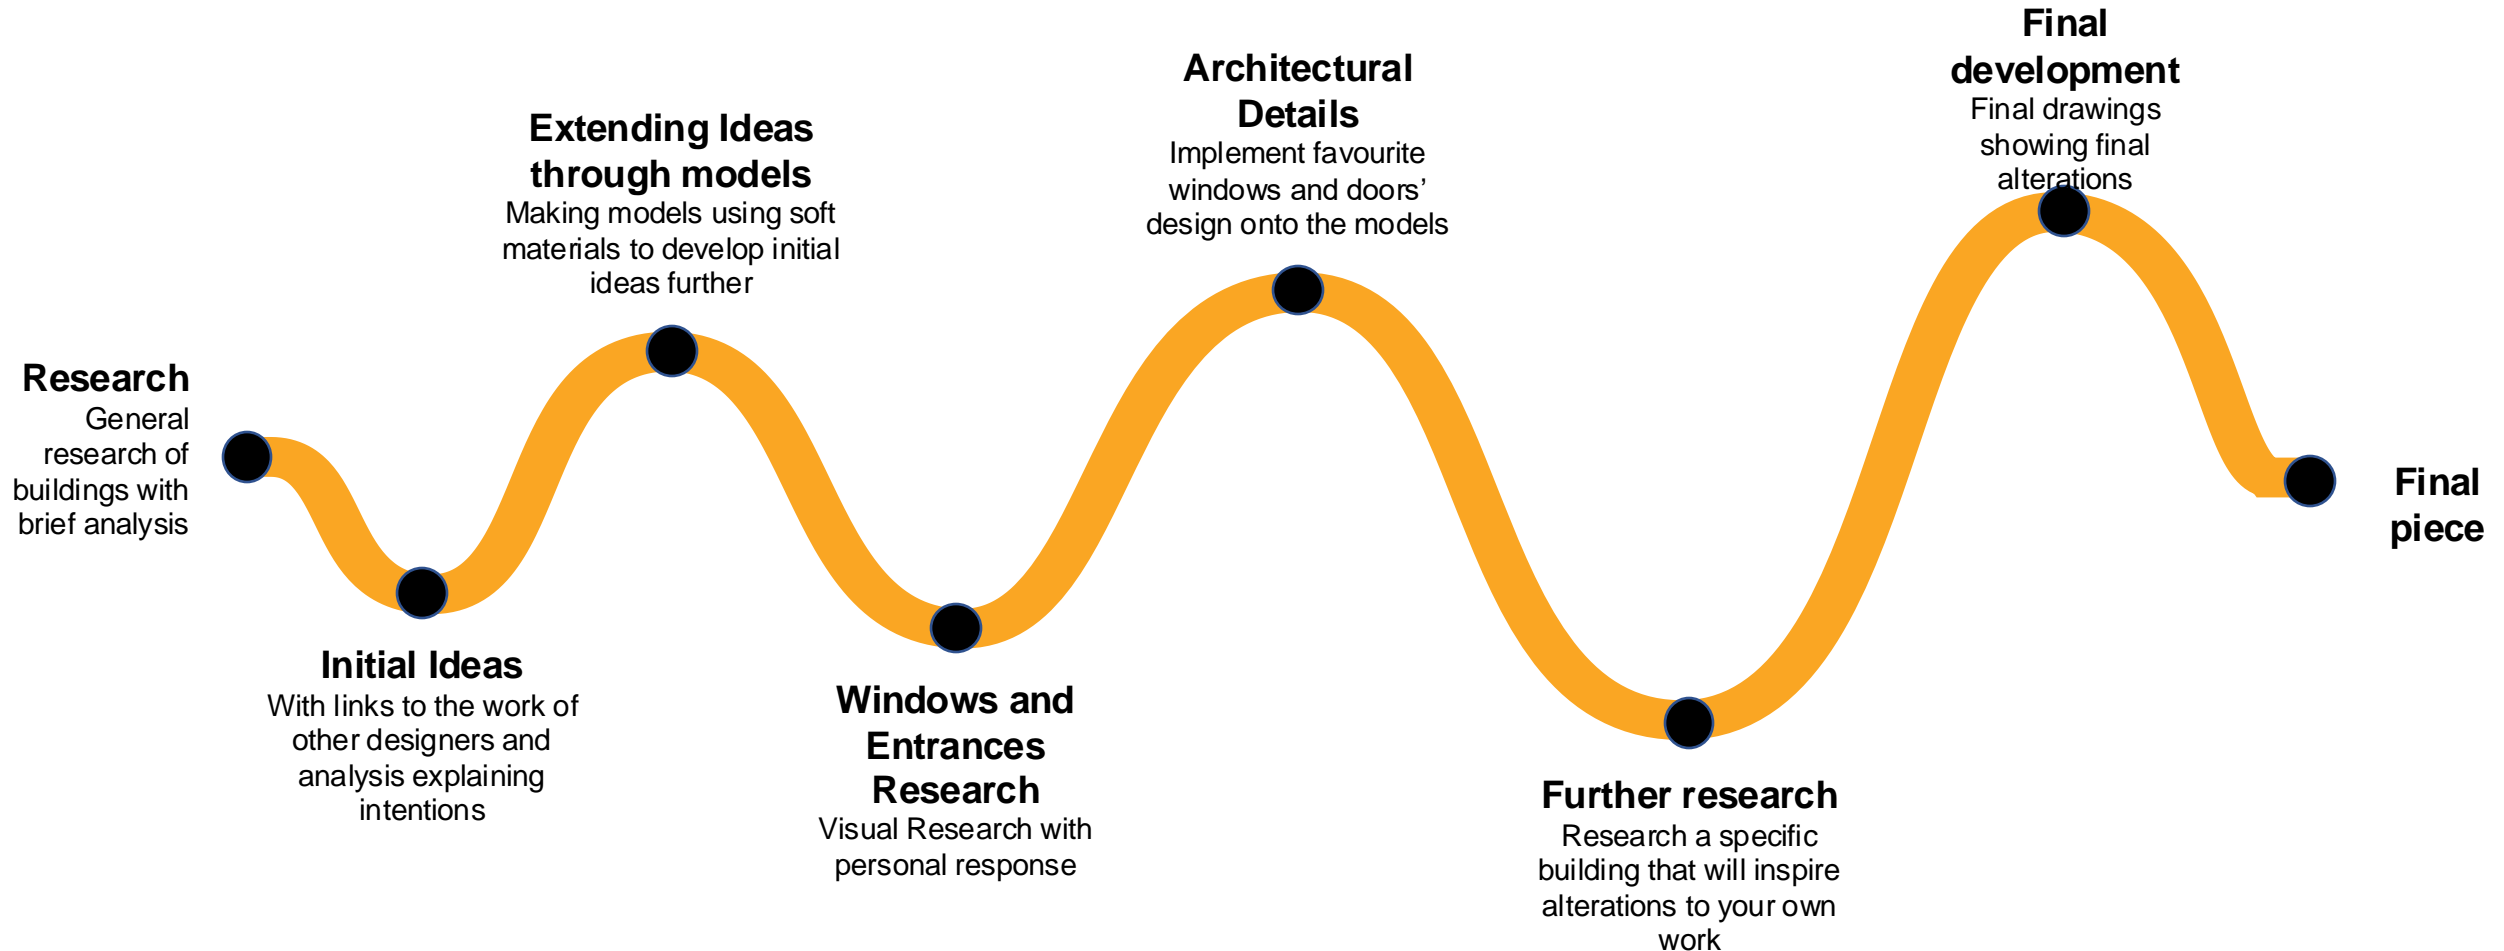 Research
General
research of
buildings with
brief analysis
Initial Ideas
With links to the work of
other designers and
analysis explaining
intentions
Extending Ideas
through models
Making models using soft
materials to develop initial
ideas further
Windows and
Entrances
Research
Visual Research with
personal response
Architectural
Details
Implement favourite
windows and doors’
design onto the models
Further research
Research a specific
building that will inspire
alterations to your own
work
Final
development
Final drawings
showing final
alterations
Final
piece